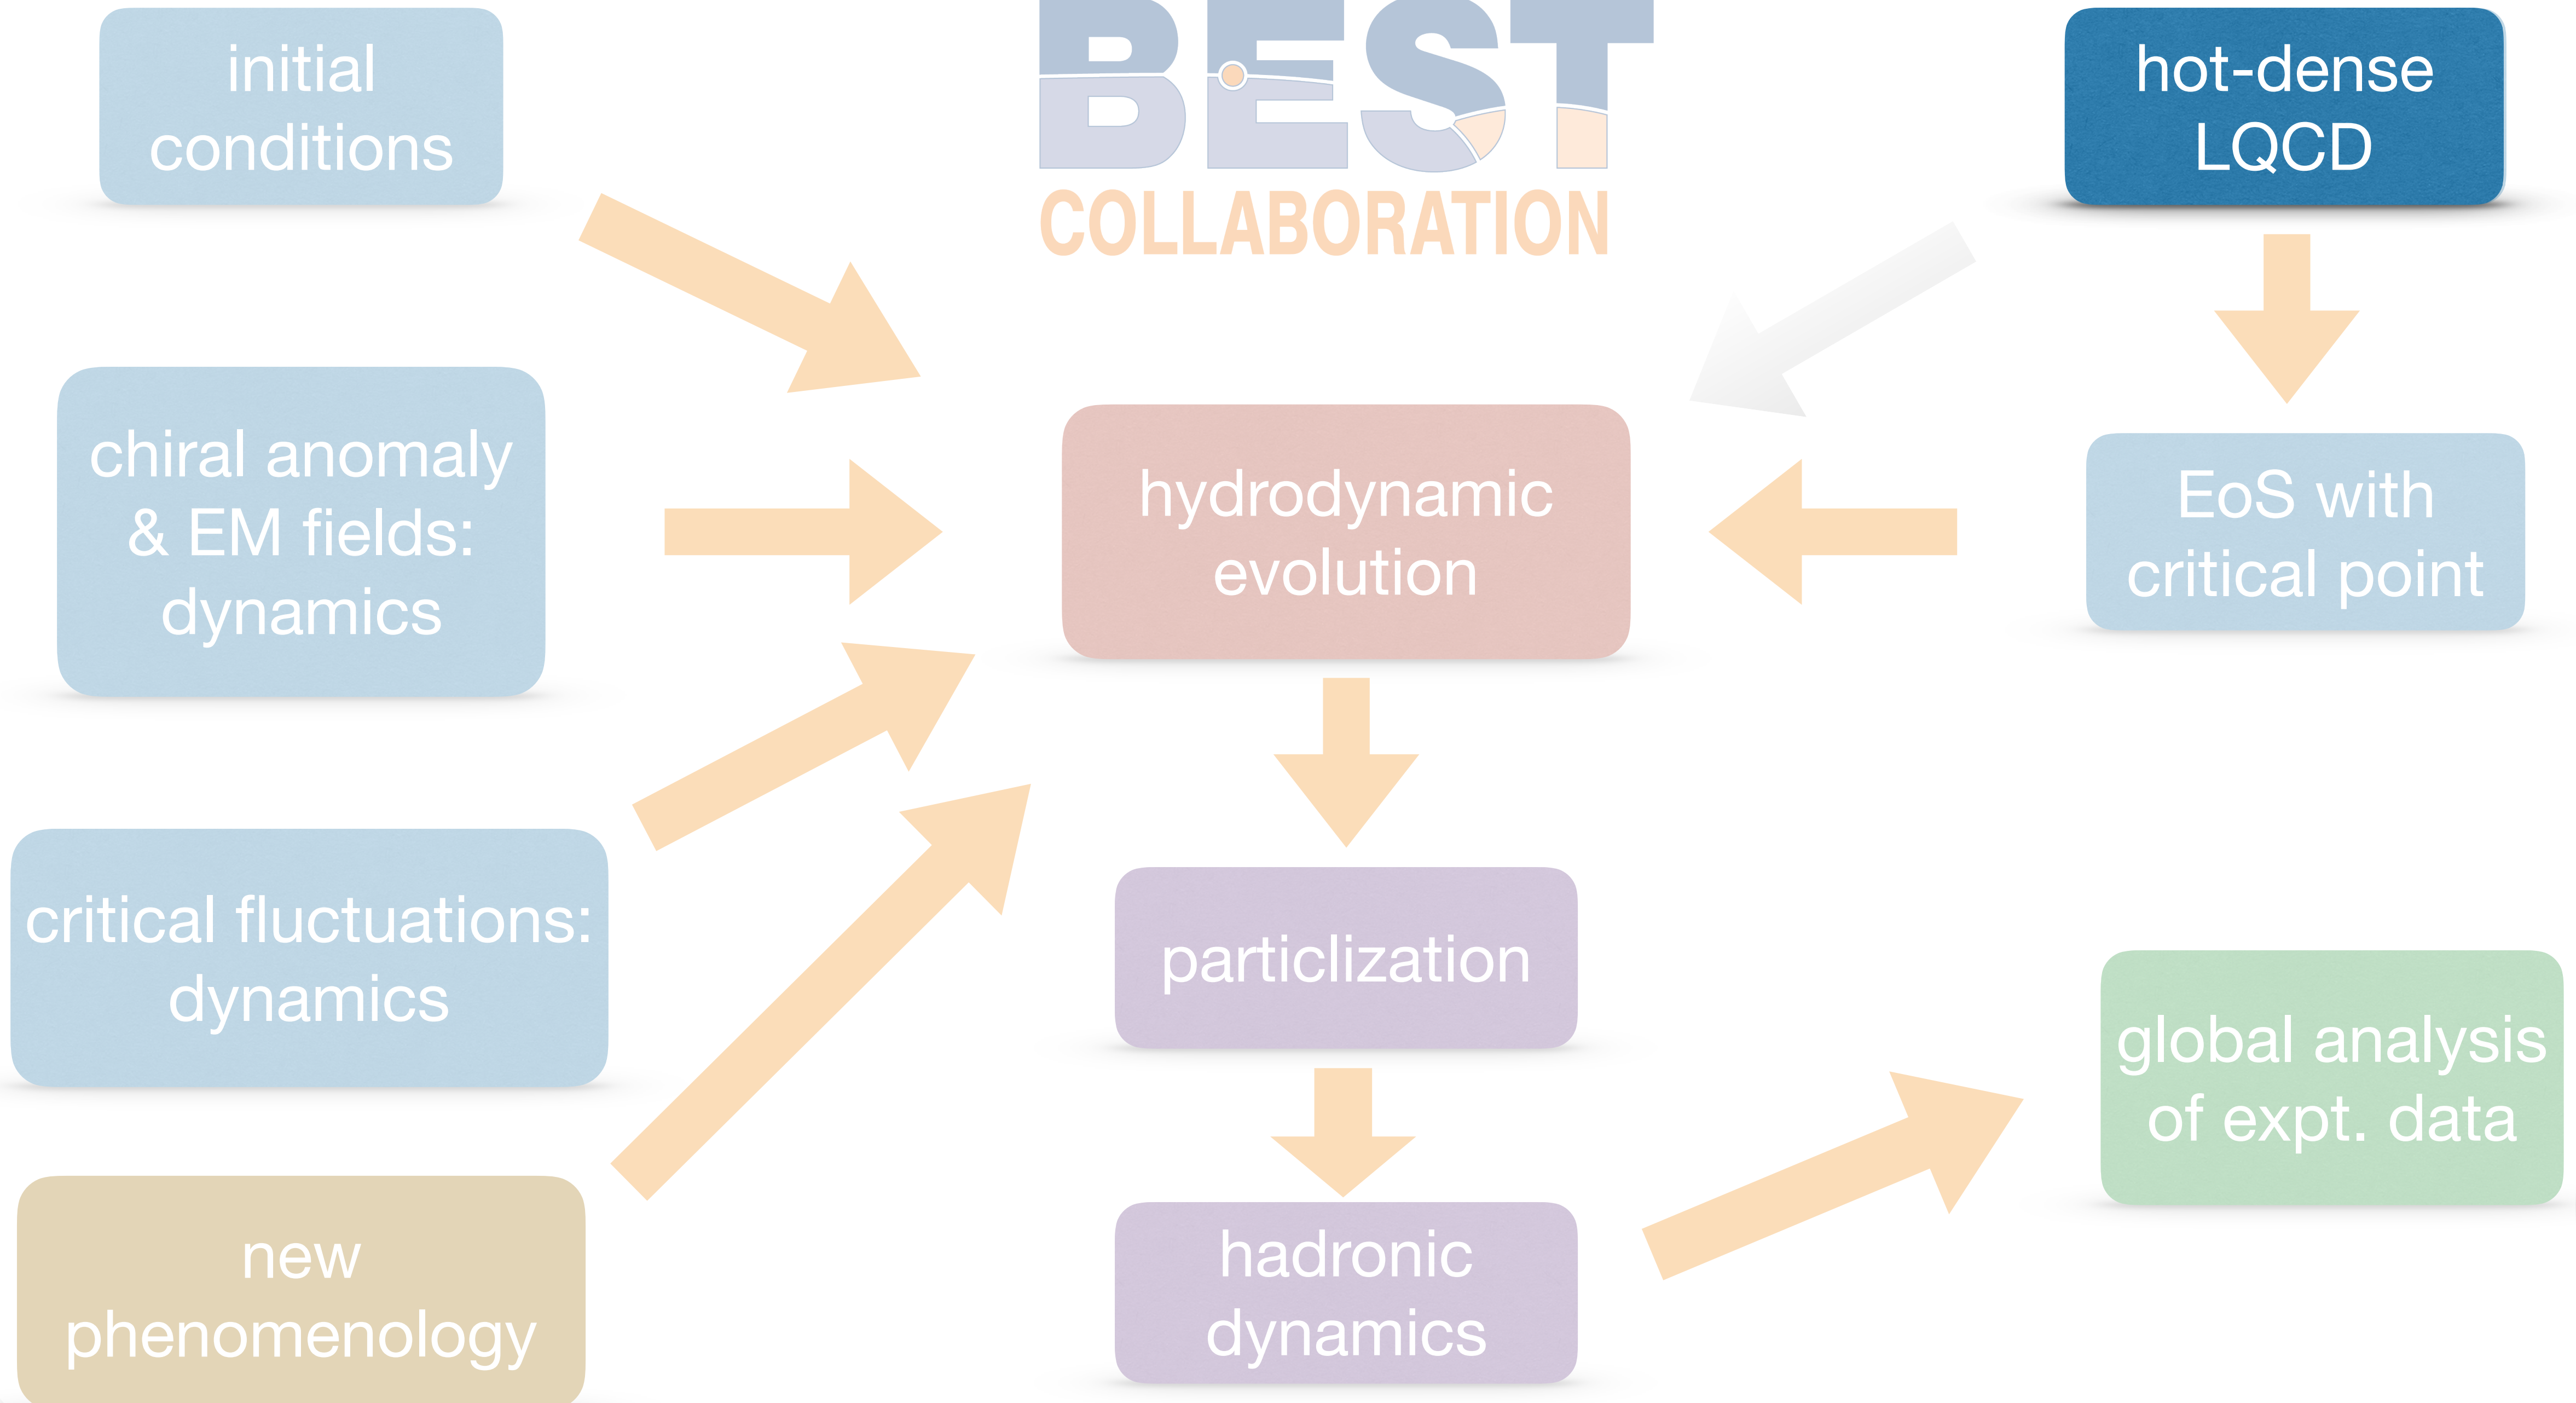 BEST
COLLABORATION
initial
conditions
hot-dense
LQCD
chiral anomaly
& EM fields:
dynamics
hydrodynamic
evolution
EoS with
critical point
critical fluctuations:
dynamics
particlization
global analysis
of expt. data
new
phenomenology
hadronic
dynamics